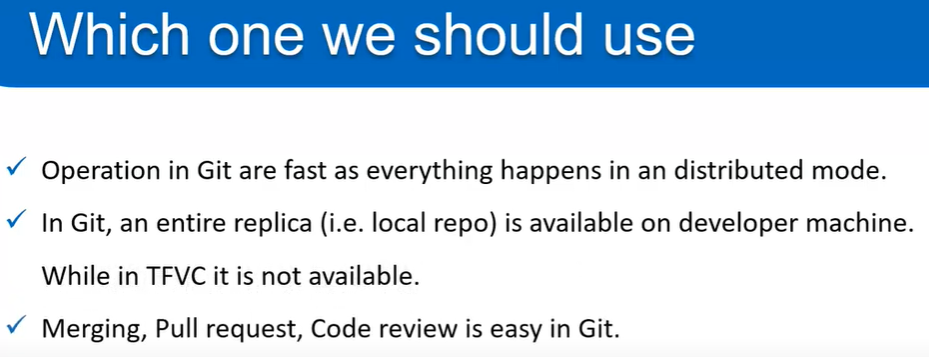 Which one we should use
Operation in Git are fast as everything happens in an distributed mode.
In Git, an entire replica (i.e. local repo) is available on developer machine.
While in TFVC it is not available.
Merging, Pull request, Code review is easy in Git.